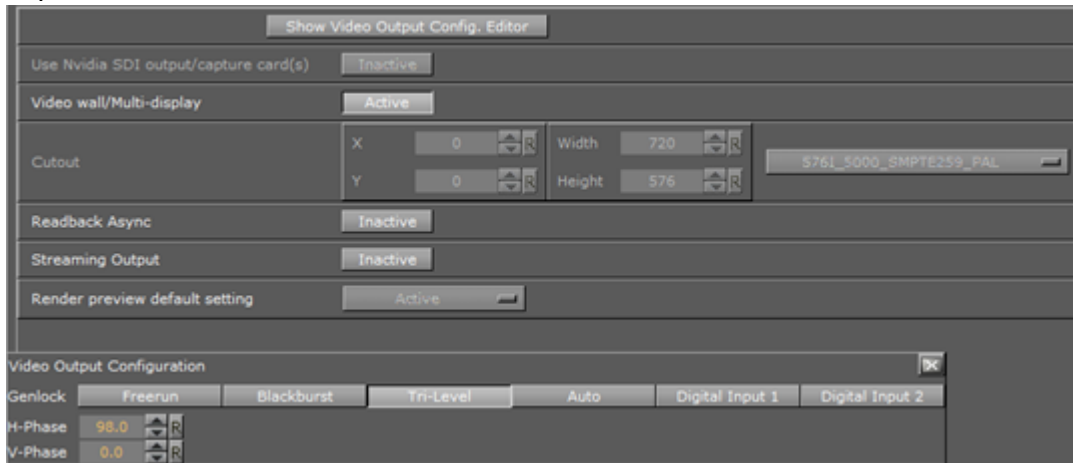 Show Video Output Config. Editor
Use Nvidia SDI output/capture card(s) Inactive
Video wall/Multi-display Active
Cutout X 0 R Width 720 R 576I_5000_SMPTE259_PAL
Y 0 R Height 576 R
Readback Async Inactive
Streaming Output Inactive
Render preview default setting Active
Video Output Configuration
Genlock Freerun Blackburst Tri-Level Auto Digital Input 1 Digital Input 2
H-Phase 98.0 R
V-Phase 0.0 R